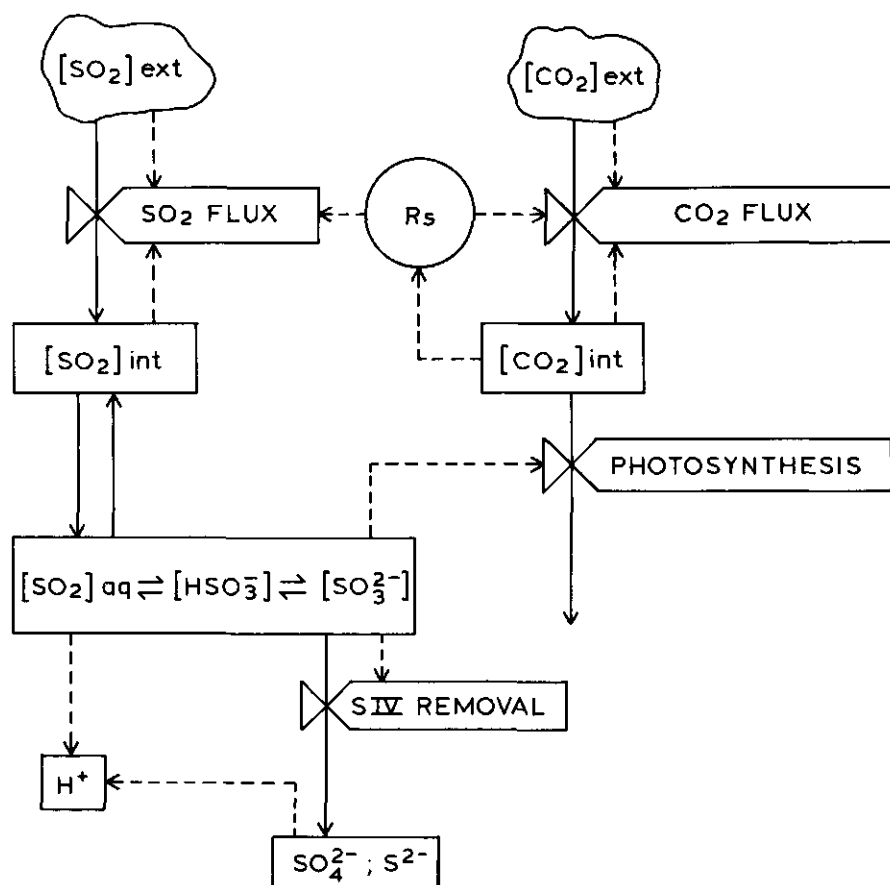 [SO₂] ext
[CO₂] ext
SO₂ FLUX
Rs
CO₂ FLUX
[SO₂] int
[CO₂] int
PHOTOSYNTHESIS
[SO₂] aq ⇌ [HSO₃⁻] ⇌ [SO₃²⁻]
SIV REMOVAL
H⁺
SO₄²⁻ ; S²⁻